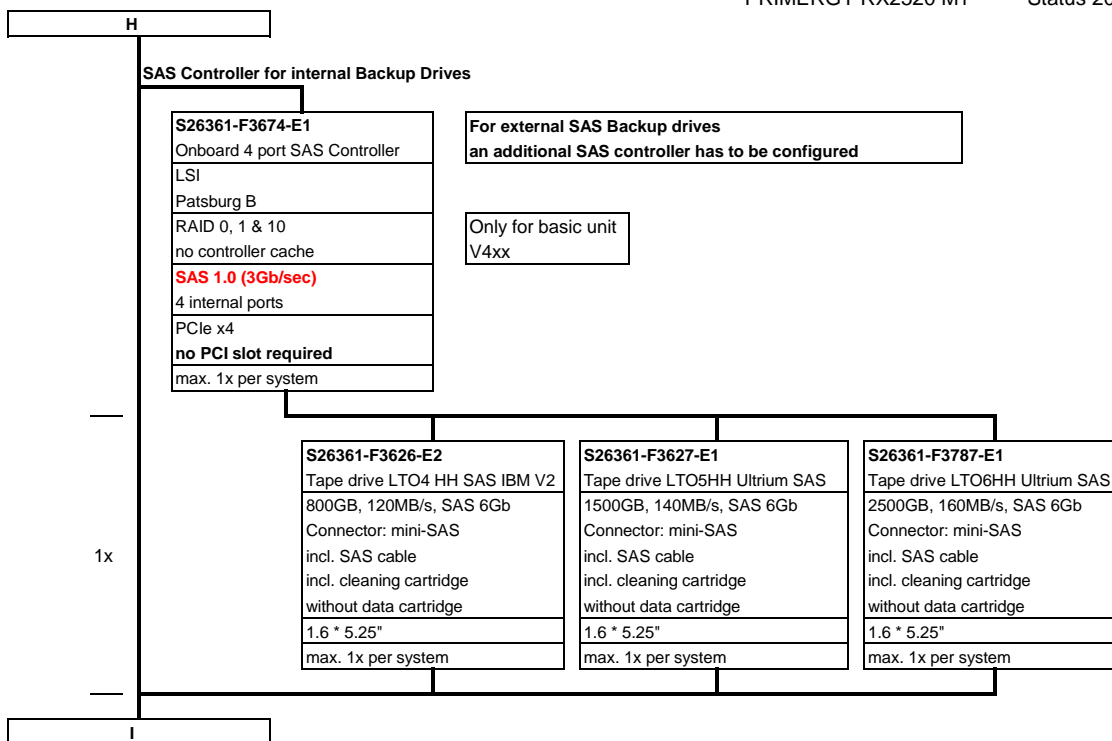 PRIMERGY RX2520 M1 Status 20
H
SAS Controller for internal Backup Drives
S26361-F3674-E1
Onboard 4 port SAS Controller
LSI
Patsburg B
RAID 0, 1 & 10
no controller cache
SAS 1.0 (3Gb/sec)
4 internal ports
PCIe x4
no PCI slot required
max. 1x per system
For external SAS Backup drives
an additional SAS controller has to be configured
Only for basic unit
V4xx
1x
S26361-F3626-E2
Tape drive LTO4 HH SAS IBM V2
800GB, 120MB/s, SAS 6Gb
Connector: mini-SAS
incl. SAS cable
incl. cleaning cartridge
without data cartridge
1.6 * 5.25"
max. 1x per system
S26361-F3627-E1
Tape drive LTO5HH Ultrium SAS
1500GB, 140MB/s, SAS 6Gb
Connector: mini-SAS
incl. SAS cable
incl. cleaning cartridge
without data cartridge
1.6 * 5.25"
max. 1x per system
S26361-F3787-E1
Tape drive LTO6HH Ultrium SAS
2500GB, 160MB/s, SAS 6Gb
Connector: mini-SAS
incl. SAS cable
incl. cleaning cartridge
without data cartridge
1.6 * 5.25"
max. 1x per system
I